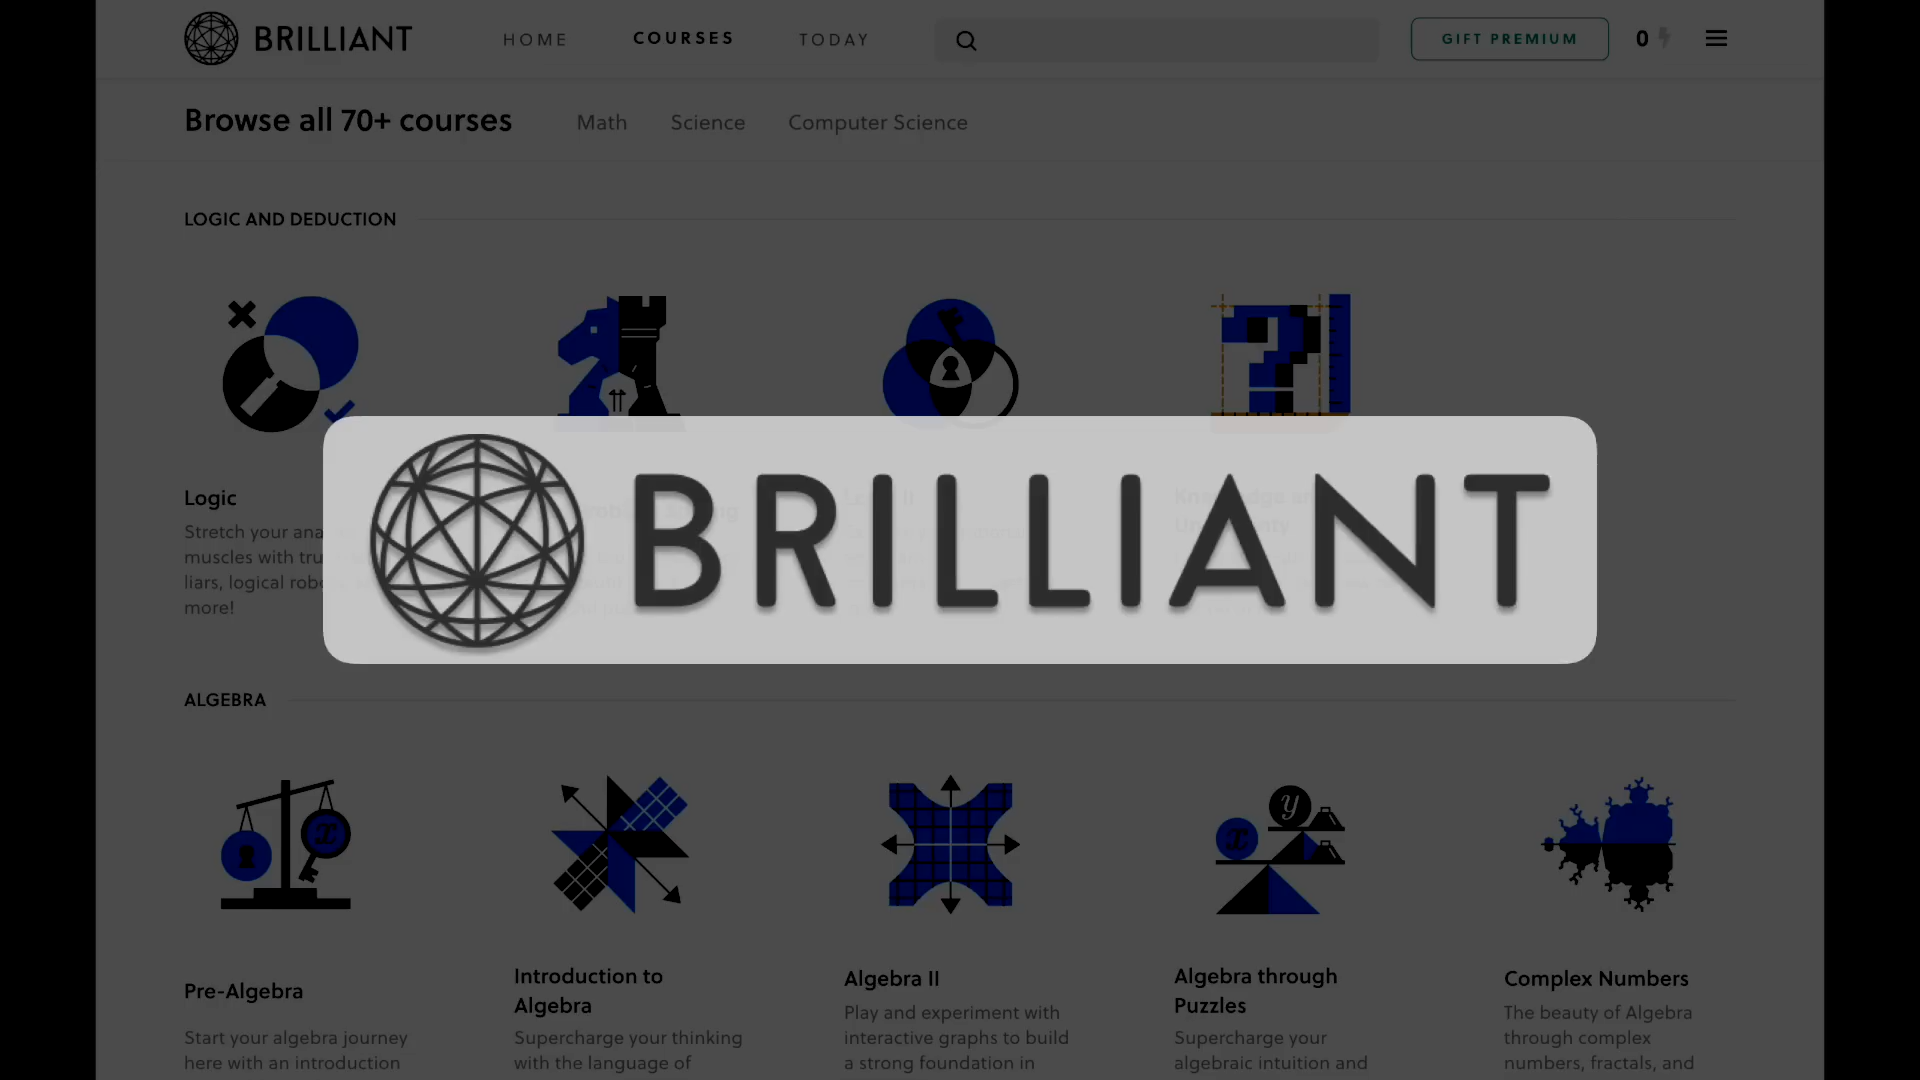 BRILLIANT
HOME
COURSES
TODAY
GIFT PREMIUM
0
Browse all 70+ courses
Math
Science
Computer Science
LOGIC AND DEDUCTION
BRILLIANT
Logic
Stretch your
muscles with
liars, logical
more!
ALGEBRA
x
y
x
Pre-Algebra
Start your algebra journey
here with an introduction
Introduction to
Algebra
Supercharge your thinking
with the language of
Algebra II
Play and experiment with
interactive graphs to build
a strong foundation in
Algebra through
Puzzles
Supercharge your
algebraic intuition and
Complex Numbers
The beauty of Algebra
through complex
numbers, fractals, and